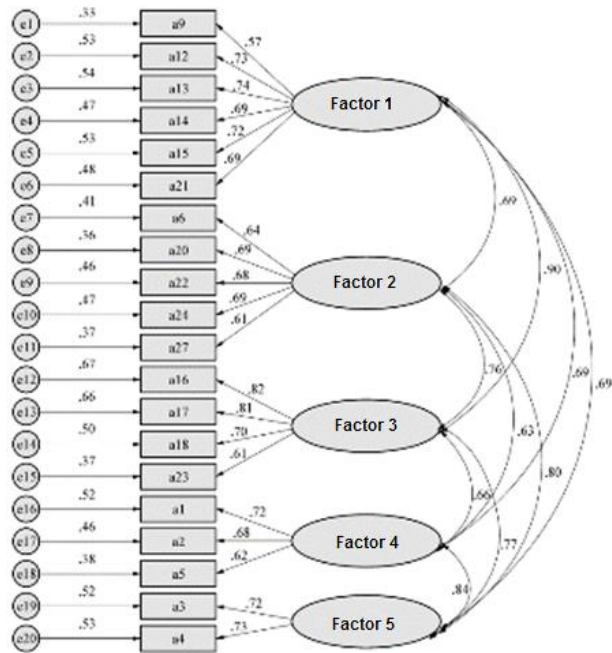 e1 .33 a9
e2 .53 a12
e3 .54 a13
e4 .47 a14
e5 .53 a15
e6 .48 a21
e7 .41 a6
e8 .36 a20
e9 .46 a22
e10 .47 a24
e11 .37 a27
e12 .67 a16
e13 .66 a17
e14 .50 a18
e15 .37 a23
e16 .52 a1
e17 .46 a2
e18 .38 a5
e19 .52 a3
e20 .53 a4
.57
.73
.74
.69
.72
.69
Factor 1
.64
.69
.68
.69
.61
Factor 2
.82
.81
.70
.61
Factor 3
.72
.68
.62
Factor 4
.72
.73
Factor 5
.69
.90
.69
.69
.76
.63
.80
.66
.77
.84